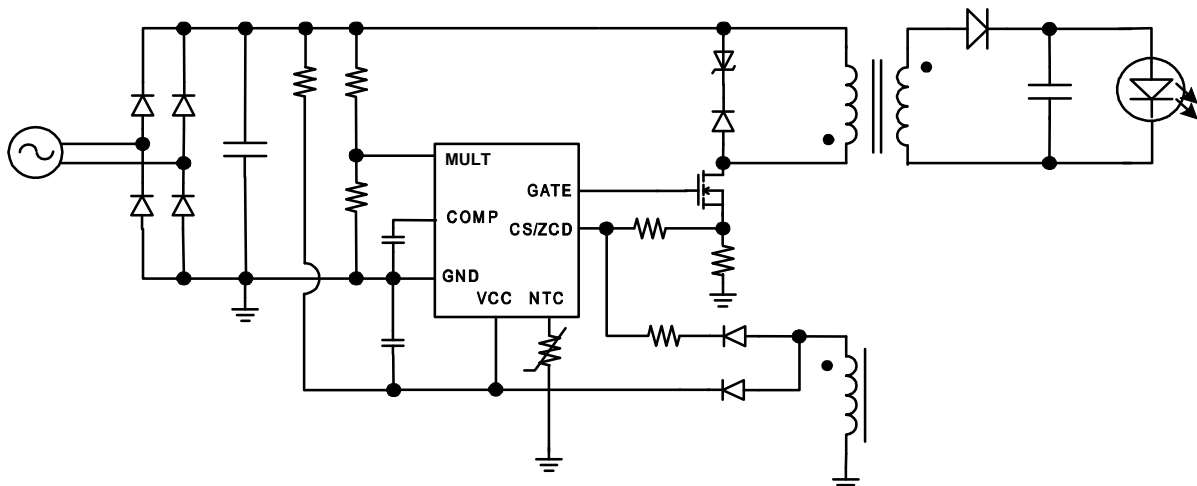 MULT
GATE
COMP
CS/ZCD
GND
VCC NTC